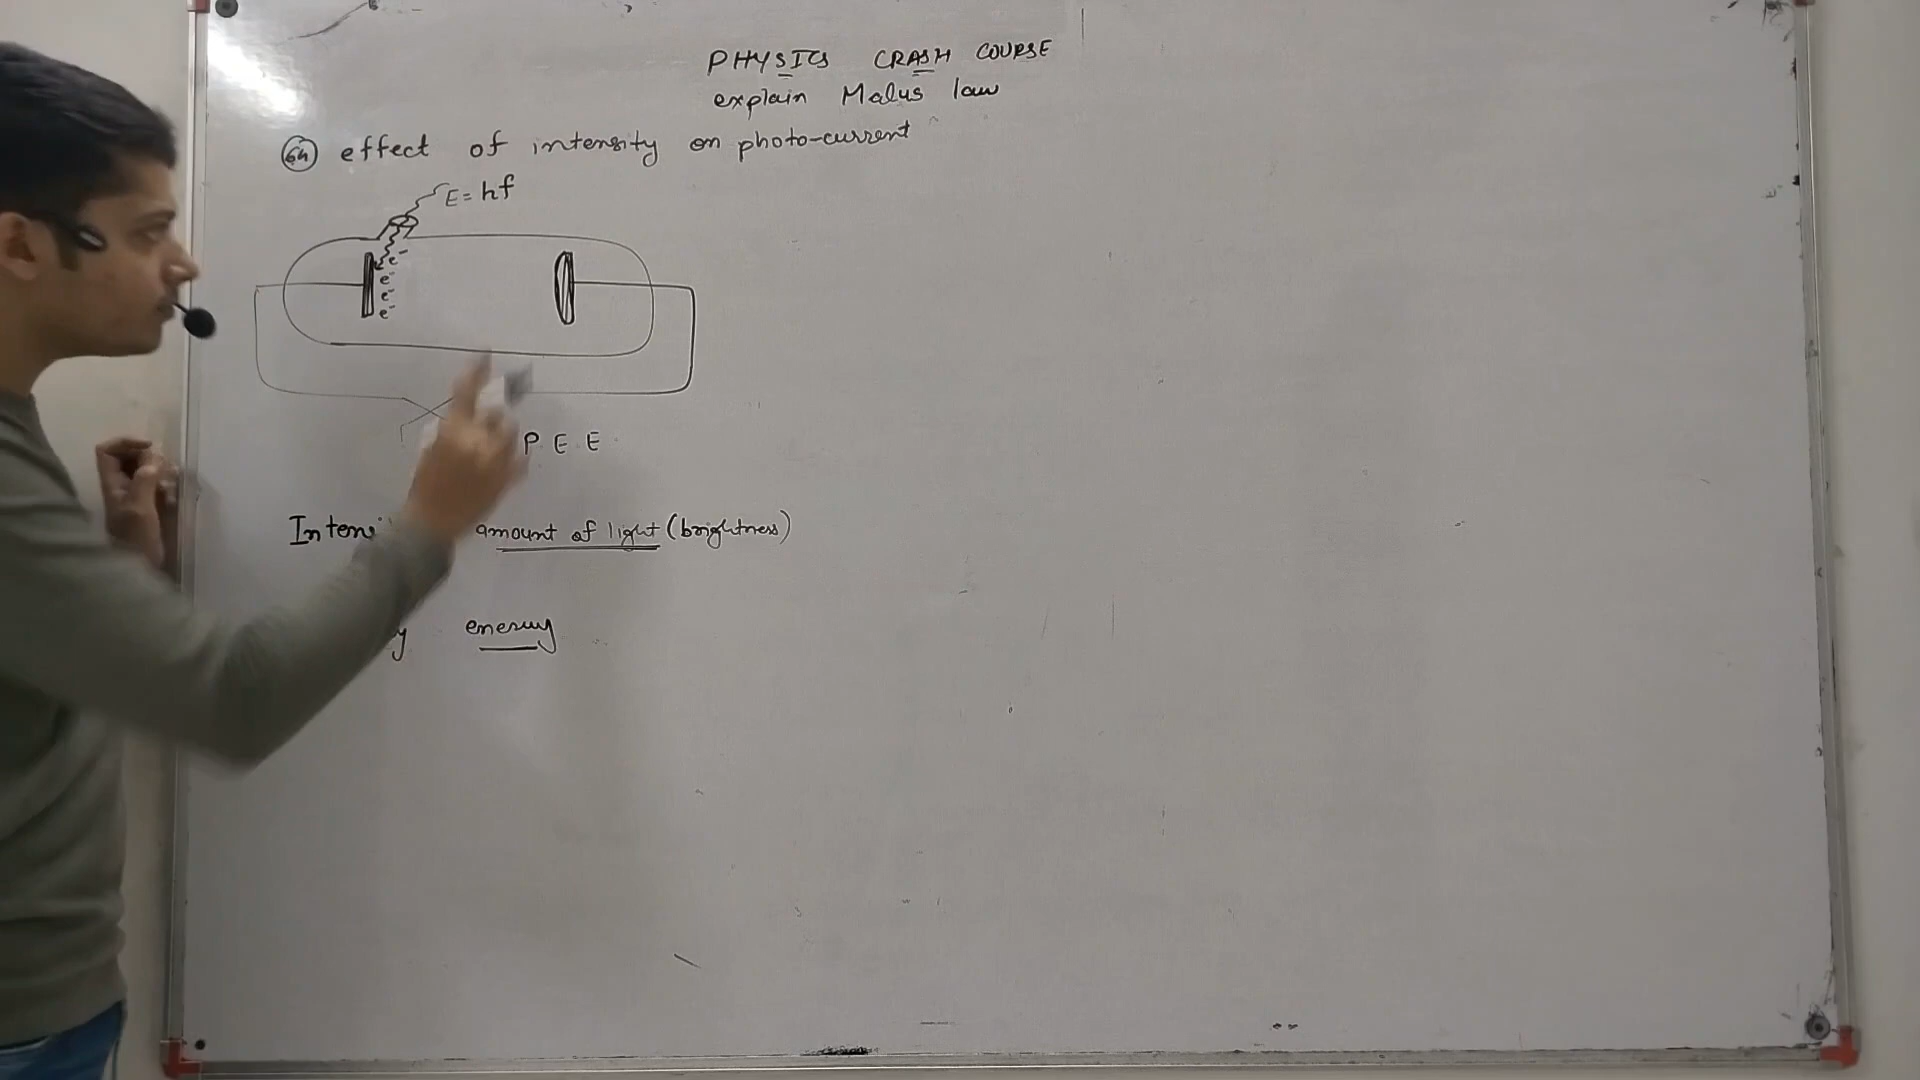 PHYSICS CRASH COURSE
explain Malus law
64 effect of intensity on photo-current
E = hf
e⁻
e⁻
e⁻
e⁻
P E E
amount of light (brightness)
energy